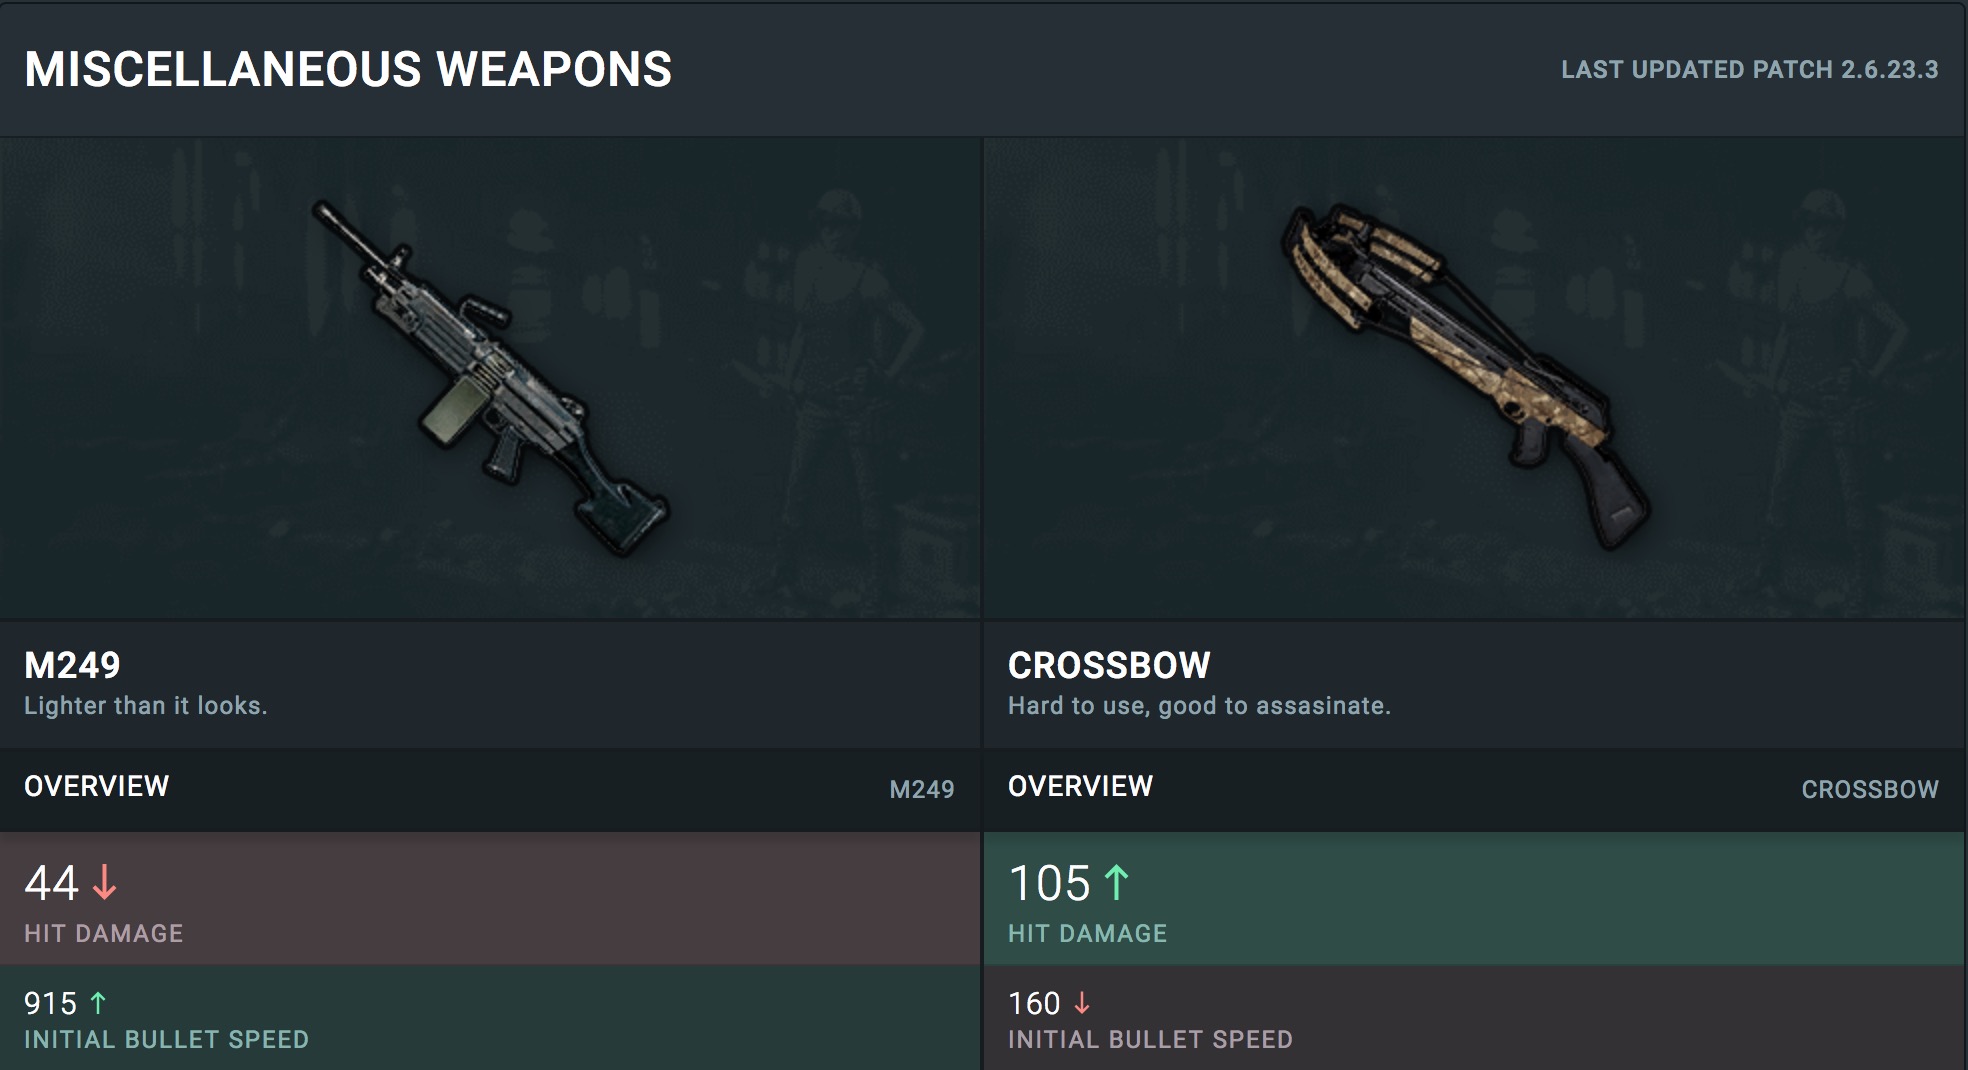 MISCELLANEOUS WEAPONS
LAST UPDATED PATCH 2.6.23.3
M249
Lighter than it looks.
CROSSBOW
Hard to use, good to assasinate.
OVERVIEW
M249
OVERVIEW
CROSSBOW
44 ↓
HIT DAMAGE
105 ↑
HIT DAMAGE
915 ↑
INITIAL BULLET SPEED
160 ↓
INITIAL BULLET SPEED